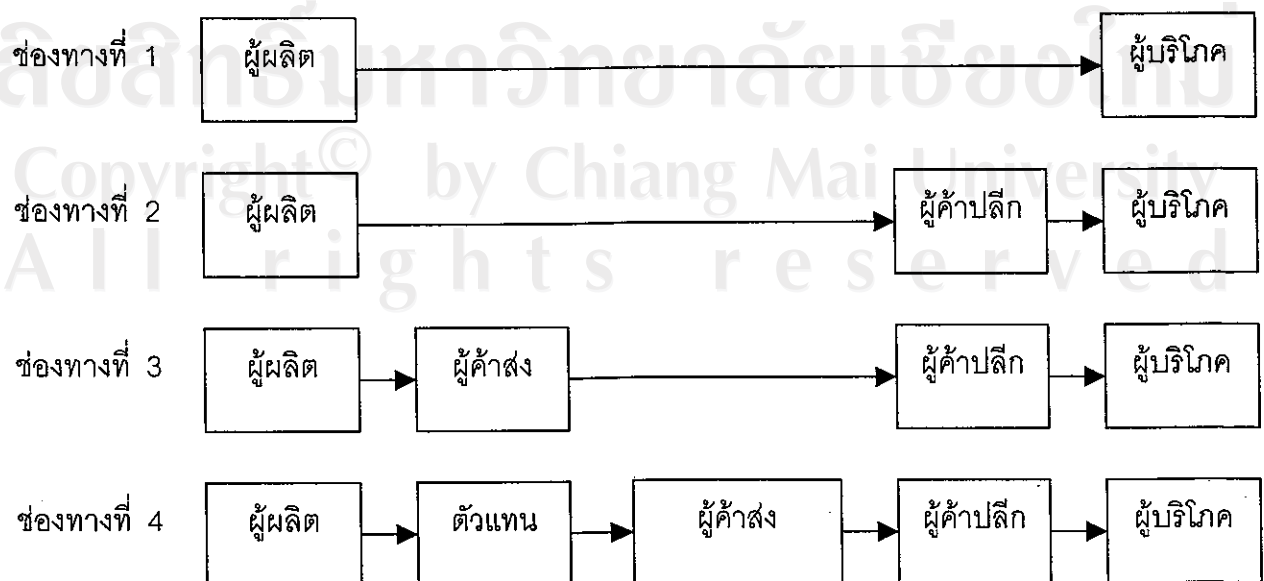 ลิขสิทธิ์มหาวิทยาลัยเชียงใหม่
ช่องทางที่ 1 ผู้ผลิต ผู้บริโภค
Copyright© by Chiang Mai University
ช่องทางที่ 2 ผู้ผลิต ผู้ค้าปลีก ผู้บริโภค
All rights reserved
ช่องทางที่ 3 ผู้ผลิต ผู้ค้าส่ง ผู้ค้าปลีก ผู้บริโภค
ช่องทางที่ 4 ผู้ผลิต ตัวแทน ผู้ค้าส่ง ผู้ค้าปลีก ผู้บริโภค